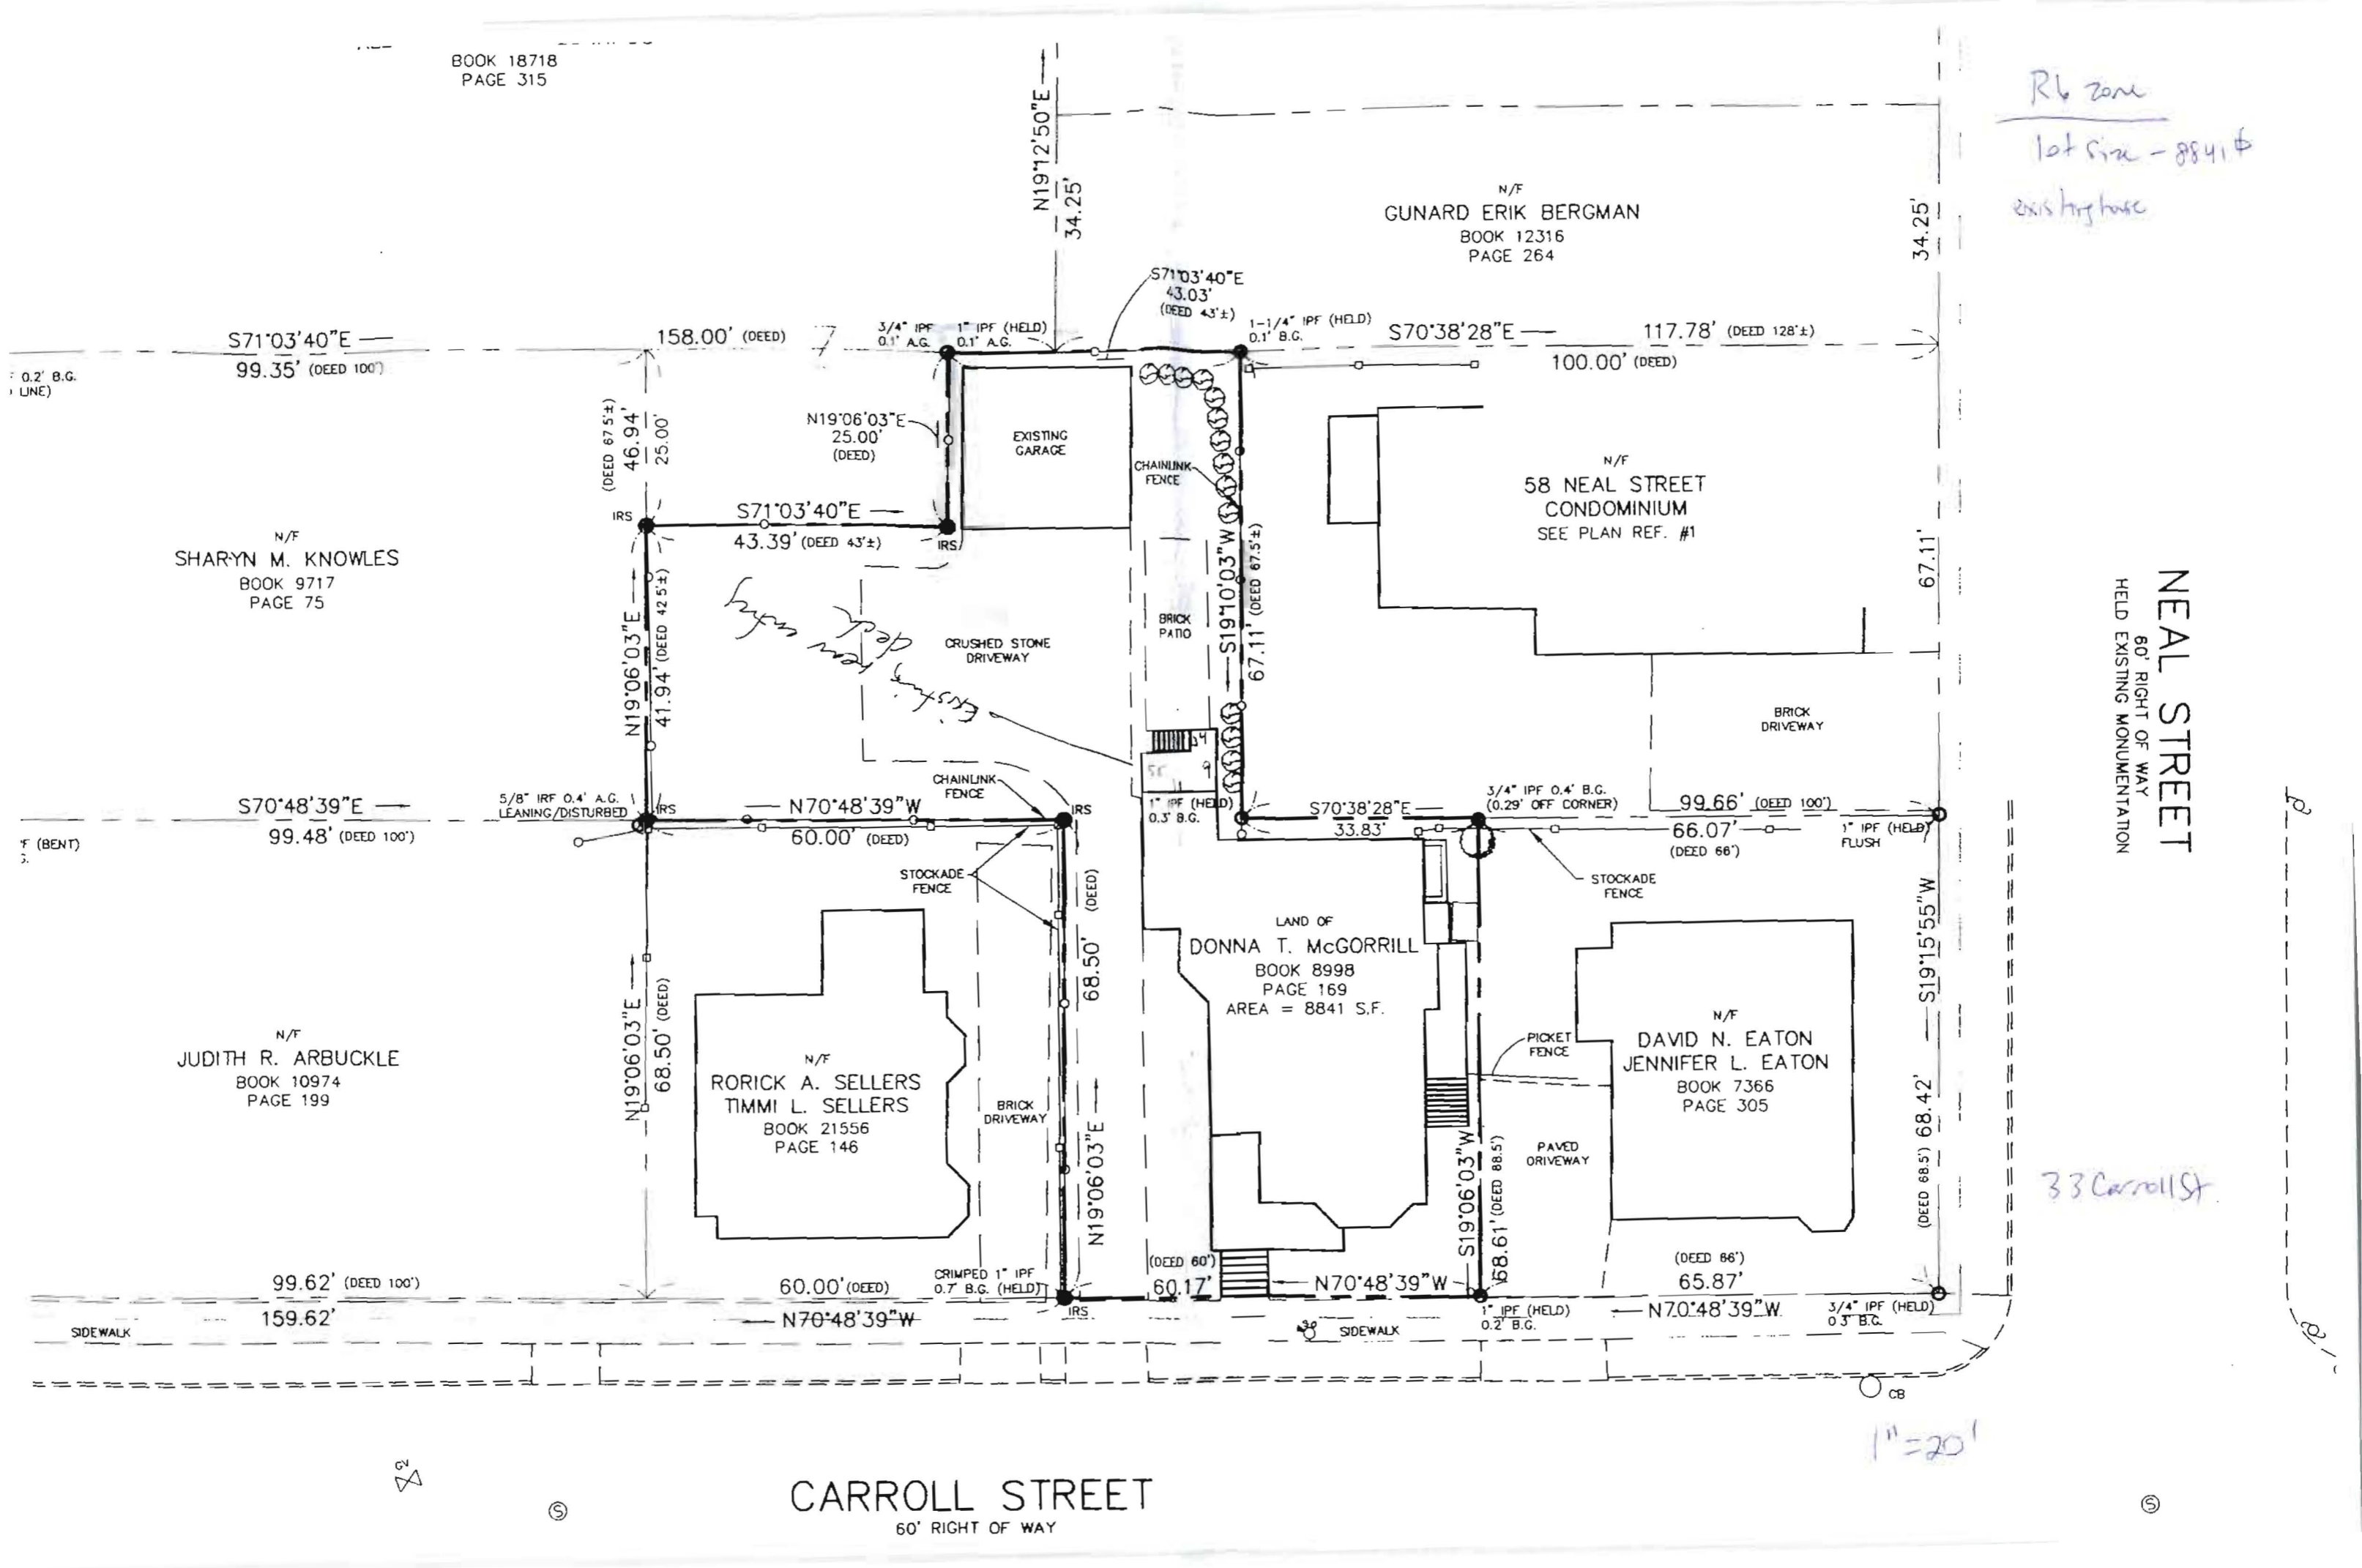 BOOK 18718
PAGE 315
N19°12'50"E
34.25'
R6 zone
lot size - 8841
existing house
N/F
GUNARD ERIK BERGMAN
BOOK 12316
PAGE 264
34.25'
S71°03'40"E
43.03'
(DEED 43'±)
S71°03'40"E
99.35' (DEED 100')
158.00' (DEED)
3/4" IPF
0.1' A.G.
1" IPF (HELD)
0.1' A.G.
1-1/4" IPF (HELD)
0.1' B.G.
S70°38'28"E
117.78' (DEED 128'±)
100.00' (DEED)
0.2' B.G.
LINE)
(DEED 67.5'±)
46.94'
25.00'
N19°06'03"E
25.00'
(DEED)
EXISTING
GARAGE
CHAINLINK
FENCE
N/F
58 NEAL STREET
CONDOMINIUM
SEE PLAN REF. #1
67.11'
NEAL STREET
60' RIGHT OF WAY
HELD EXISTING MONUMENTATION
IRS
S71°03'40"E
43.39' (DEED 43'±)
IRS
N/F
SHARYN M. KNOWLES
BOOK 9717
PAGE 75
N19°06'03"E
41.94' (DEED 42.5'±)
Existing rear entry
deck
CRUSHED STONE
DRIVEWAY
BRICK
PATIO
S19°10'03"W
67.11' (DEED 67.5'±)
BRICK
DRIVEWAY
S70°48'39"E
99.48' (DEED 100')
5/8" IRF 0.4' A.G.
LEANING/DISTURBED
IRS
N70°48'39"W
60.00' (DEED)
CHAINLINK
FENCE
IRS
9
1" IPF (HELD)
0.3' B.G.
S70°38'28"E
33.83'
3/4" IPF 0.4' B.G.
(0.29' OFF CORNER)
99.66' (DEED 100')
66.07'
(DEED 66')
1" IPF (HELD)
FLUSH
(BENT)
STOCKADE
FENCE
STOCKADE
FENCE
68.50' (DEED)
LAND OF
DONNA T. McGORRILL
BOOK 8998
PAGE 169
AREA = 8841 S.F.
S19°15'55"W
(DEED 68.5') 68.42'
N/F
JUDITH R. ARBUCKLE
BOOK 10974
PAGE 199
N19°06'03"E
68.50' (DEED)
N/F
RORICK A. SELLERS
TIMMI L. SELLERS
BOOK 21556
PAGE 146
BRICK
DRIVEWAY
N19°06'03"E
PICKET
FENCE
N/F
DAVID N. EATON
JENNIFER L. EATON
BOOK 7366
PAGE 305
S19°06'03"W
68.61' (DEED 88.5')
PAVED
DRIVEWAY
33 Carroll St.
99.62' (DEED 100')
159.62'
60.00' (DEED)
N70°48'39"W
CRIMPED 1" IPF
0.7' B.G. (HELD)
IRS
(DEED 60')
60.17'
N70°48'39"W
1" IPF (HELD)
0.2' B.G.
(DEED 66')
65.87'
N70°48'39"W
3/4" IPF (HELD)
0.3' B.G.
SIDEWALK
SIDEWALK
CB
1"=20'
CARROLL STREET
60' RIGHT OF WAY
S
S